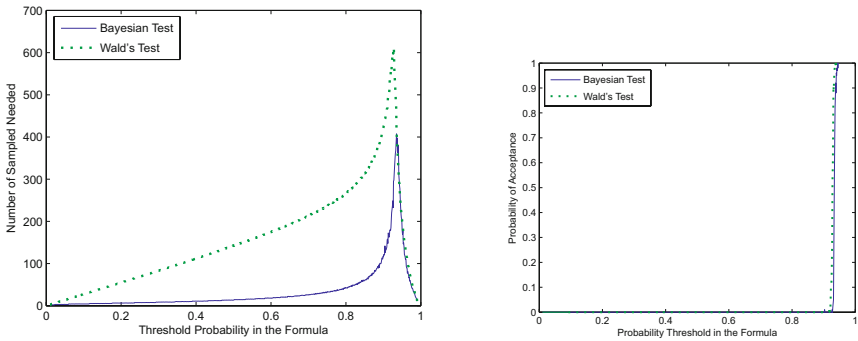 700
600
500
400
300
200
100
0
Number of Sampled Needed
Bayesian Test
Wald's Test
0 0.2 0.4 0.6 0.8 1
Threshold Probability in the Formula
1
0.9
0.8
0.7
0.6
0.5
0.4
0.3
0.2
0.1
0
Probability of Acceptance
Bayesian Test
Wald's Test
0 0.2 0.4 0.6 0.8 1
Probability Threshold in the Formula